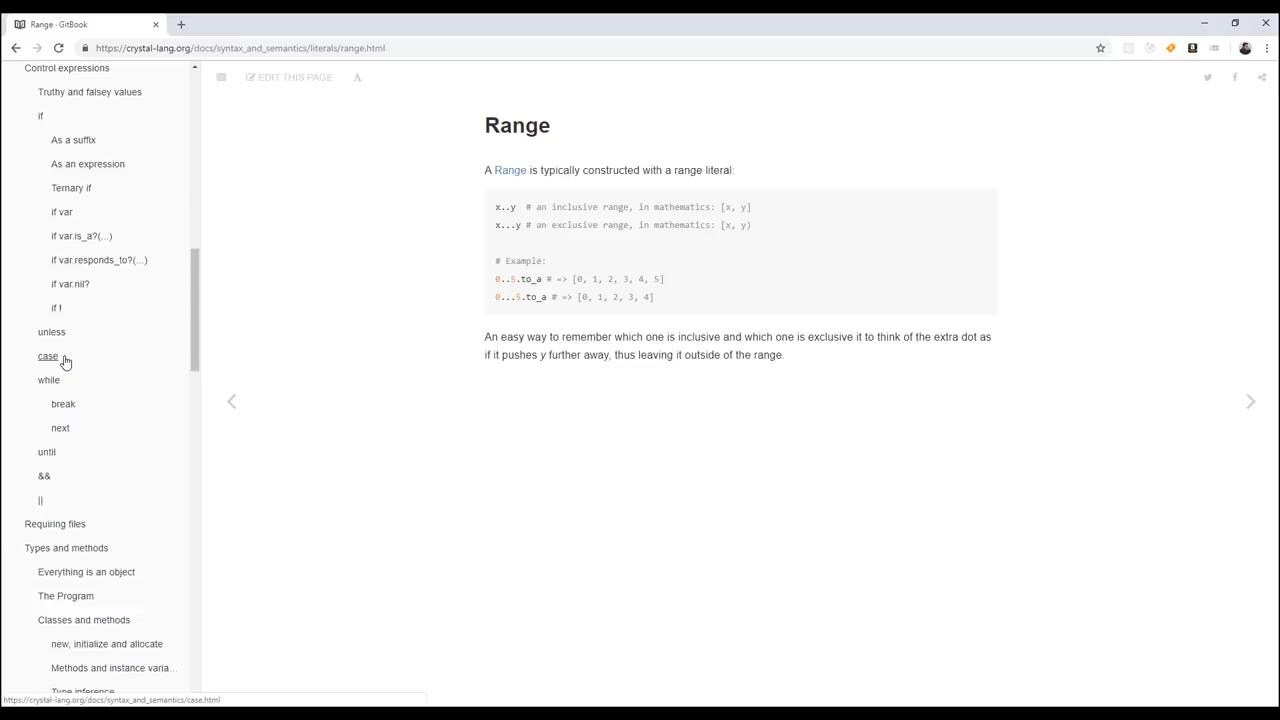 Range · GitBook
https://crystal-lang.org/docs/syntax_and_semantics/literals/range.html
Control expressions
Truthy and falsey values
if
As a suffix
As an expression
Ternary if
if var
if var.is_a?(...)
if var.responds_to?(...)
if var.nil?
if !
unless
case
while
break
next
until
&&
||
Requiring files
Types and methods
Everything is an object
The Program
Classes and methods
new, initialize and allocate
Methods and instance varia...
Type inference
https://crystal-lang.org/docs/syntax_and_semantics/case.html
EDIT THIS PAGE
A
Range
A Range is typically constructed with a range literal:
x..y # an inclusive range, in mathematics: [x, y]
x...y # an exclusive range, in mathematics: [x, y)
# Example:
0..5.to_a # => [0, 1, 2, 3, 4, 5]
0...5.to_a # => [0, 1, 2, 3, 4]
An easy way to remember which one is inclusive and which one is exclusive it to think of the extra dot as
if it pushes y further away, thus leaving it outside of the range.